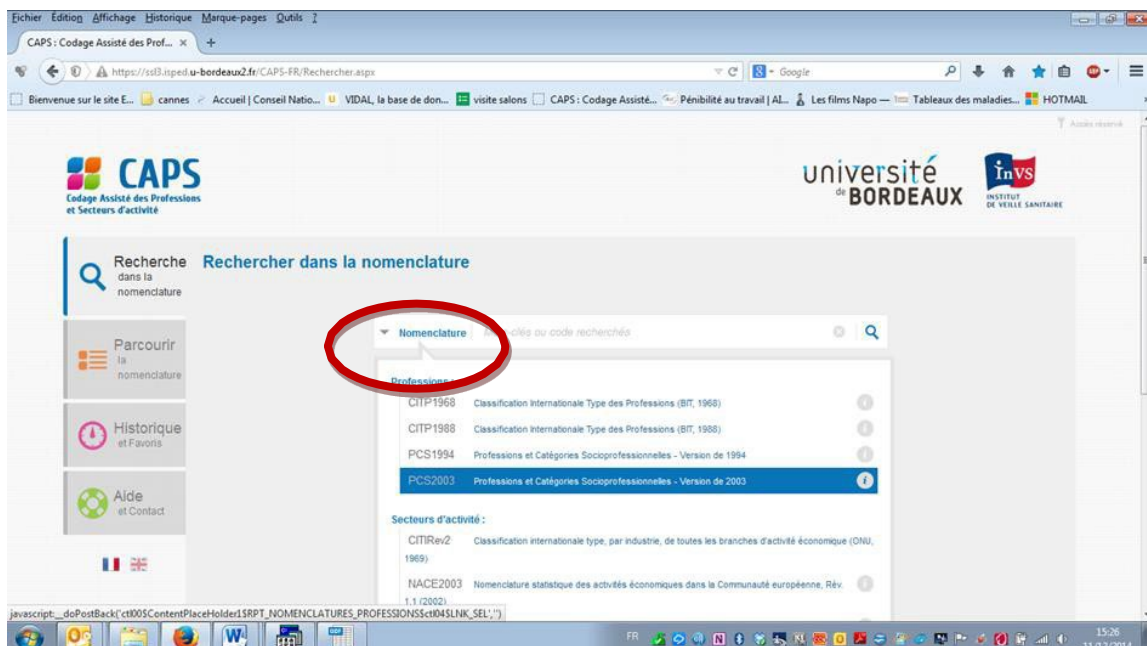 Fichier Édition Affichage Historique Marque-pages Outils ?
CAPS : Codage Assisté des Prof... × +
https://ssl3.isped.u-bordeaux2.fr/CAPS-FR/Rechercher.aspx
Google
Bienvenue sur le site E... cannes Accueil | Conseil Natio... VIDAL, la base de don... visite salons CAPS : Codage Assisté... Pénibilité au travail | AI... Les films Napo — Tableaux des maladies... HOTMAIL
Accès réservé
CAPS
Codage Assisté des Professions
et Secteurs d'activité
université
de BORDEAUX
InVS
INSTITUT
DE VEILLE SANITAIRE
Recherche
dans la
nomenclature
Rechercher dans la nomenclature
Nomenclature
Mots-clés ou code recherchés
Parcourir
la
nomenclature
Historique
et Favoris
Aide
et Contact
Professions :
CITP1968 Classification Internationale Type des Professions (BIT, 1968)
CITP1988 Classification Internationale Type des Professions (BIT, 1988)
PCS1994 Professions et Catégories Socioprofessionnelles - Version de 1994
PCS2003 Professions et Catégories Socioprofessionnelles - Version de 2003
Secteurs d'activité :
CITIRev2 Classification internationale type, par industrie, de toutes les branches d'activité économique (ONU,
1969)
NACE2003 Nomenclature statistique des activités économiques dans la Communauté européenne, Rév.
1.1 (2002)
javascript:__doPostBack('ctl00$ContentPlaceHolder1$RPT_NOMENCLATURES_PROFESSIONS$ctl04$LNK_SEL','')
FR
15:26